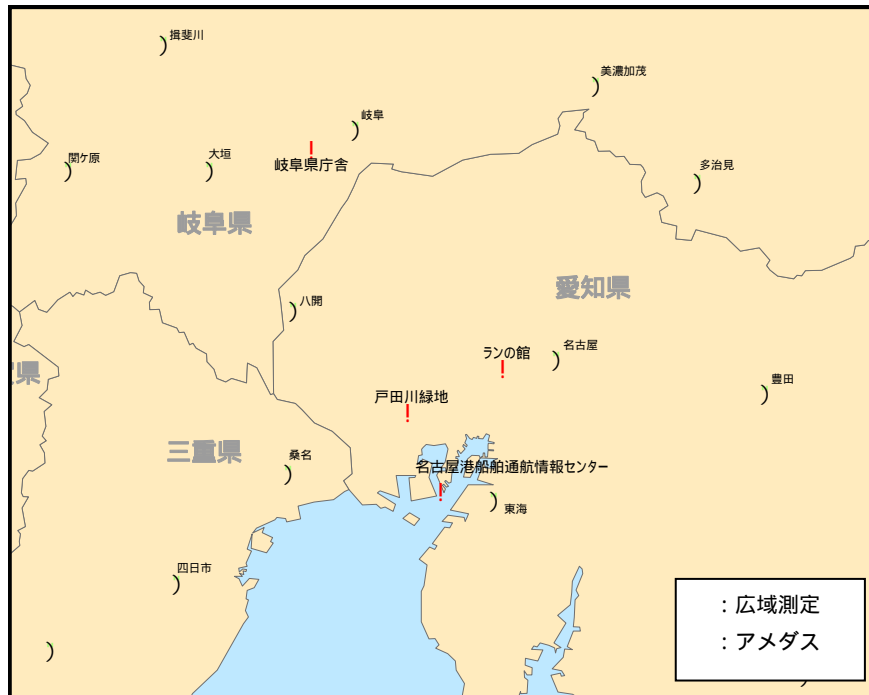 揖斐川
美濃加茂
岐阜
関ケ原
大垣
岐阜県庁舎
多治見
岐阜県
愛知県
八開
ランの館
名古屋
県
豊田
戸田川緑地
三重県
桑名
名古屋港船舶通航情報センター
東海
四日市
：広域測定
：アメダス